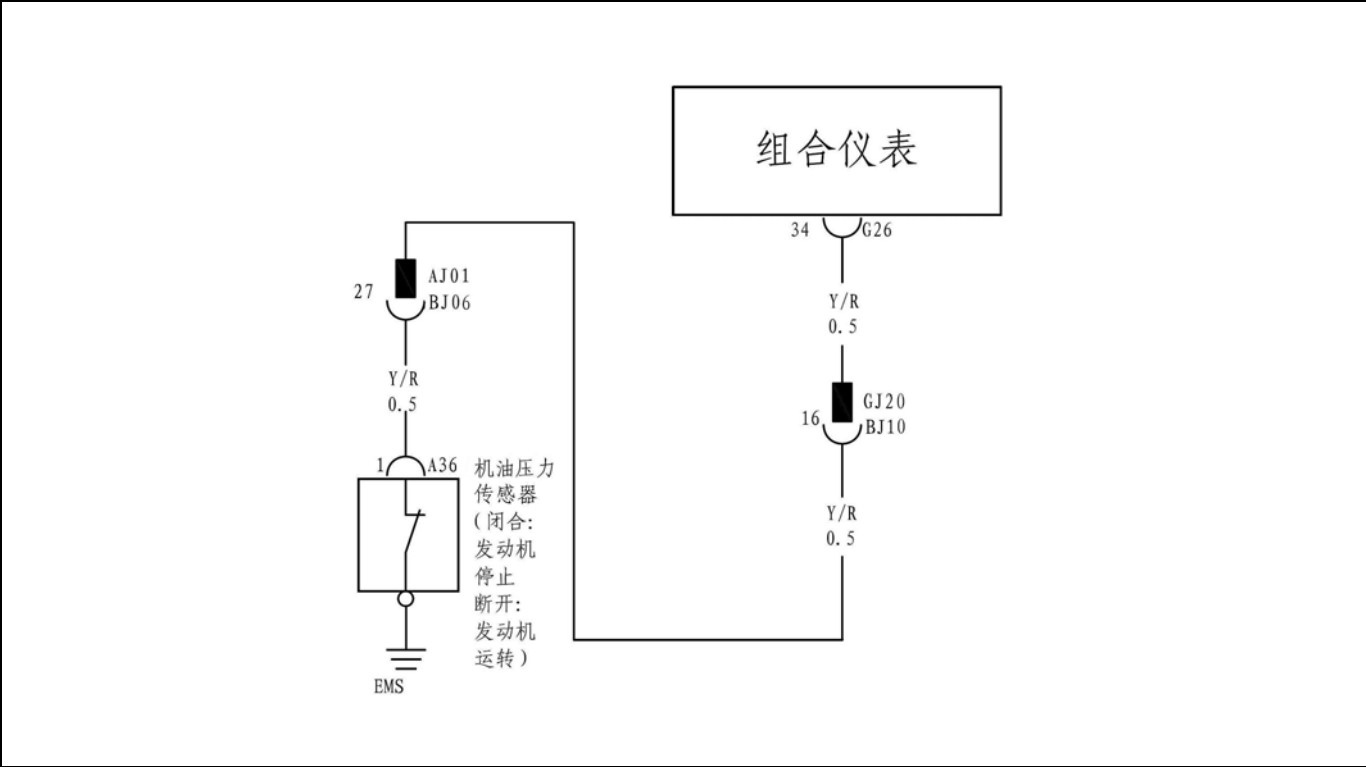 组合仪表
34 G26
Y/R
0.5
GJ20
16 BJ10
Y/R
0.5
AJ01
27 BJ06
Y/R
0.5
1 A36
机油压力
传感器
(闭合:
发动机
停止
断开:
发动机
运转)
EMS